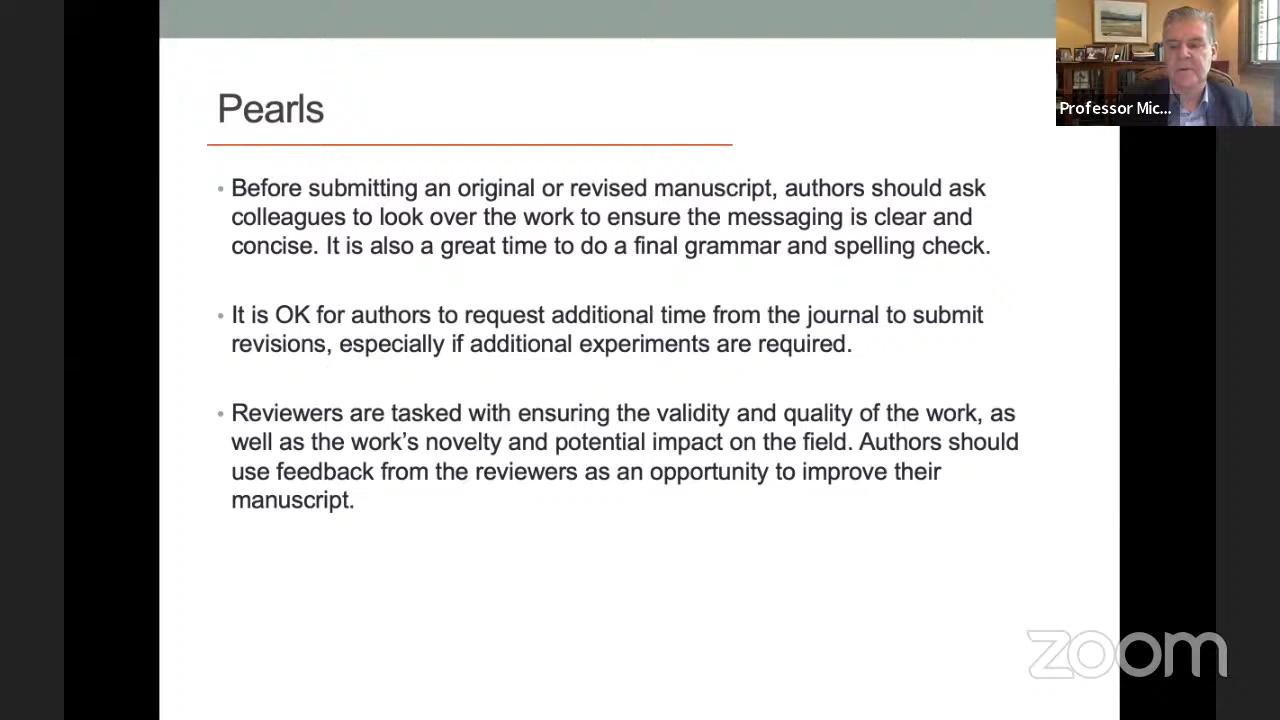 Pearls
Professor Mic...
• Before submitting an original or revised manuscript, authors should ask
colleagues to look over the work to ensure the messaging is clear and
concise. It is also a great time to do a final grammar and spelling check.
• It is OK for authors to request additional time from the journal to submit
revisions, especially if additional experiments are required.
• Reviewers are tasked with ensuring the validity and quality of the work, as
well as the work's novelty and potential impact on the field. Authors should
use feedback from the reviewers as an opportunity to improve their
manuscript.
zoom